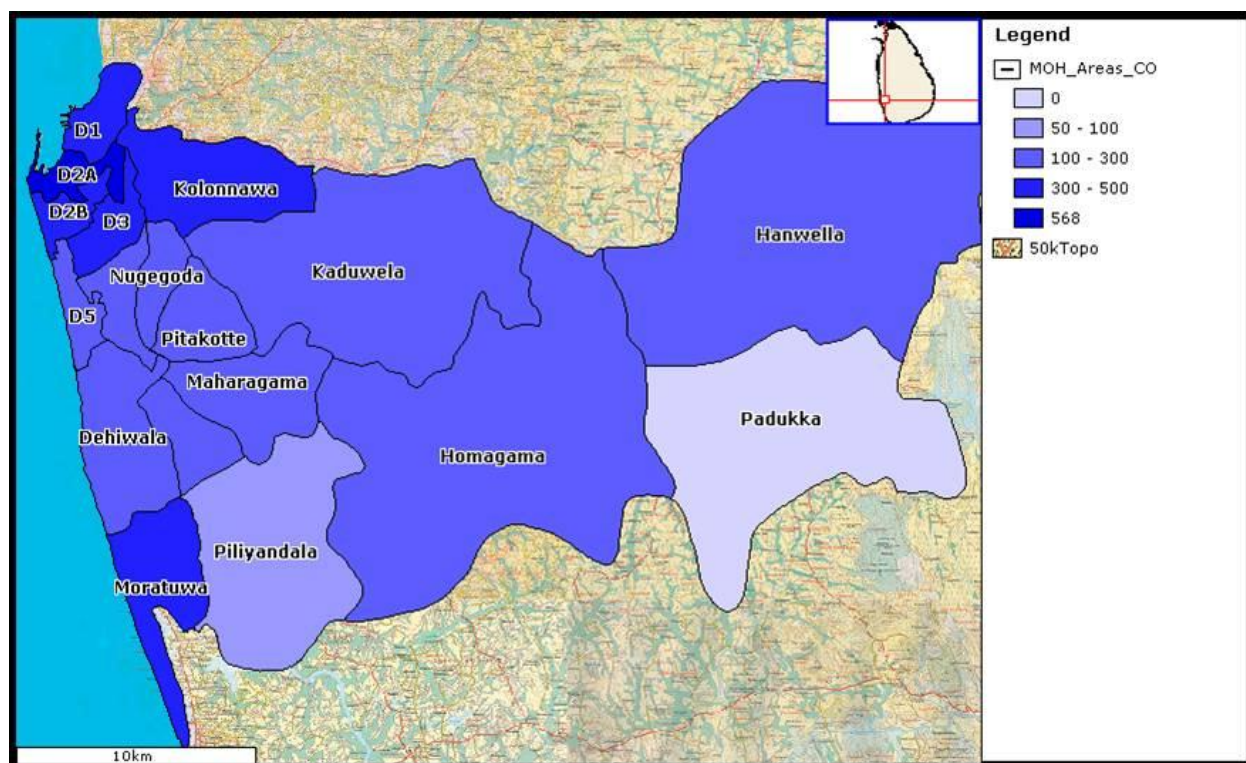 Legend
MOH_Areas_CO
0
50 - 100
100 - 300
300 - 500
568
50kTopo
D1
D2A
Kolonnawa
D2B
D3
Hanwella
Nugegoda
Kaduwela
D5
Pitakotte
Maharagama
Padukka
Dehiwala
Homagama
Piliyandala
Moratuwa
10km